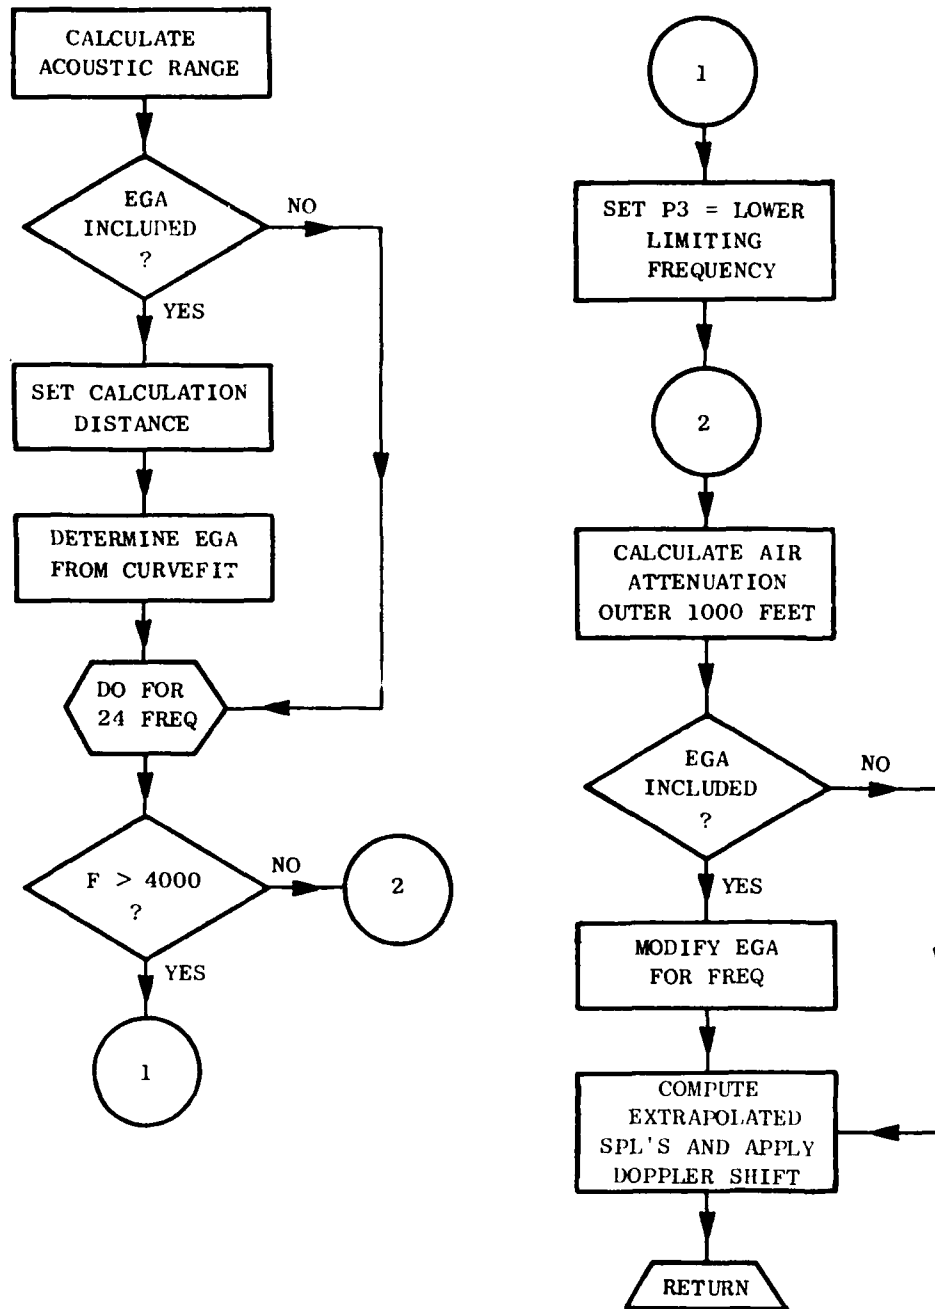 CALCULATE
ACOUSTIC RANGE
EGA
INCLUDED
?
NO
YES
SET CALCULATION
DISTANCE
DETERMINE EGA
FROM CURVEFIT
DO FOR
24 FREQ
F > 4000
?
NO
2
YES
1
1
SET P3 = LOWER
LIMITING
FREQUENCY
2
CALCULATE AIR
ATTENUATION
OUTER 1000 FEET
EGA
INCLUDED
?
NO
YES
MODIFY EGA
FOR FREQ
COMPUTE
EXTRAPOLATED
SPL'S AND APPLY
DOPPLER SHIFT
RETURN